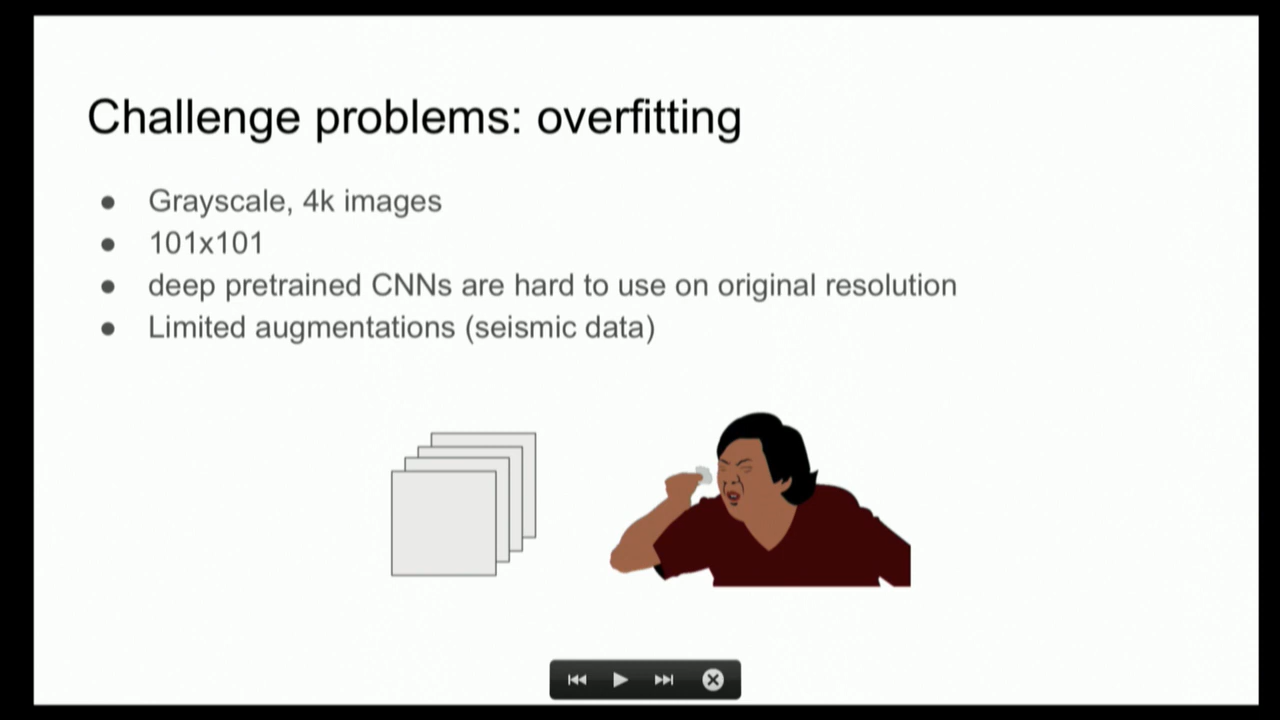 Challenge problems: overfitting
● Grayscale, 4k images
● 101x101
● deep pretrained CNNs are hard to use on original resolution
● Limited augmentations (seismic data)